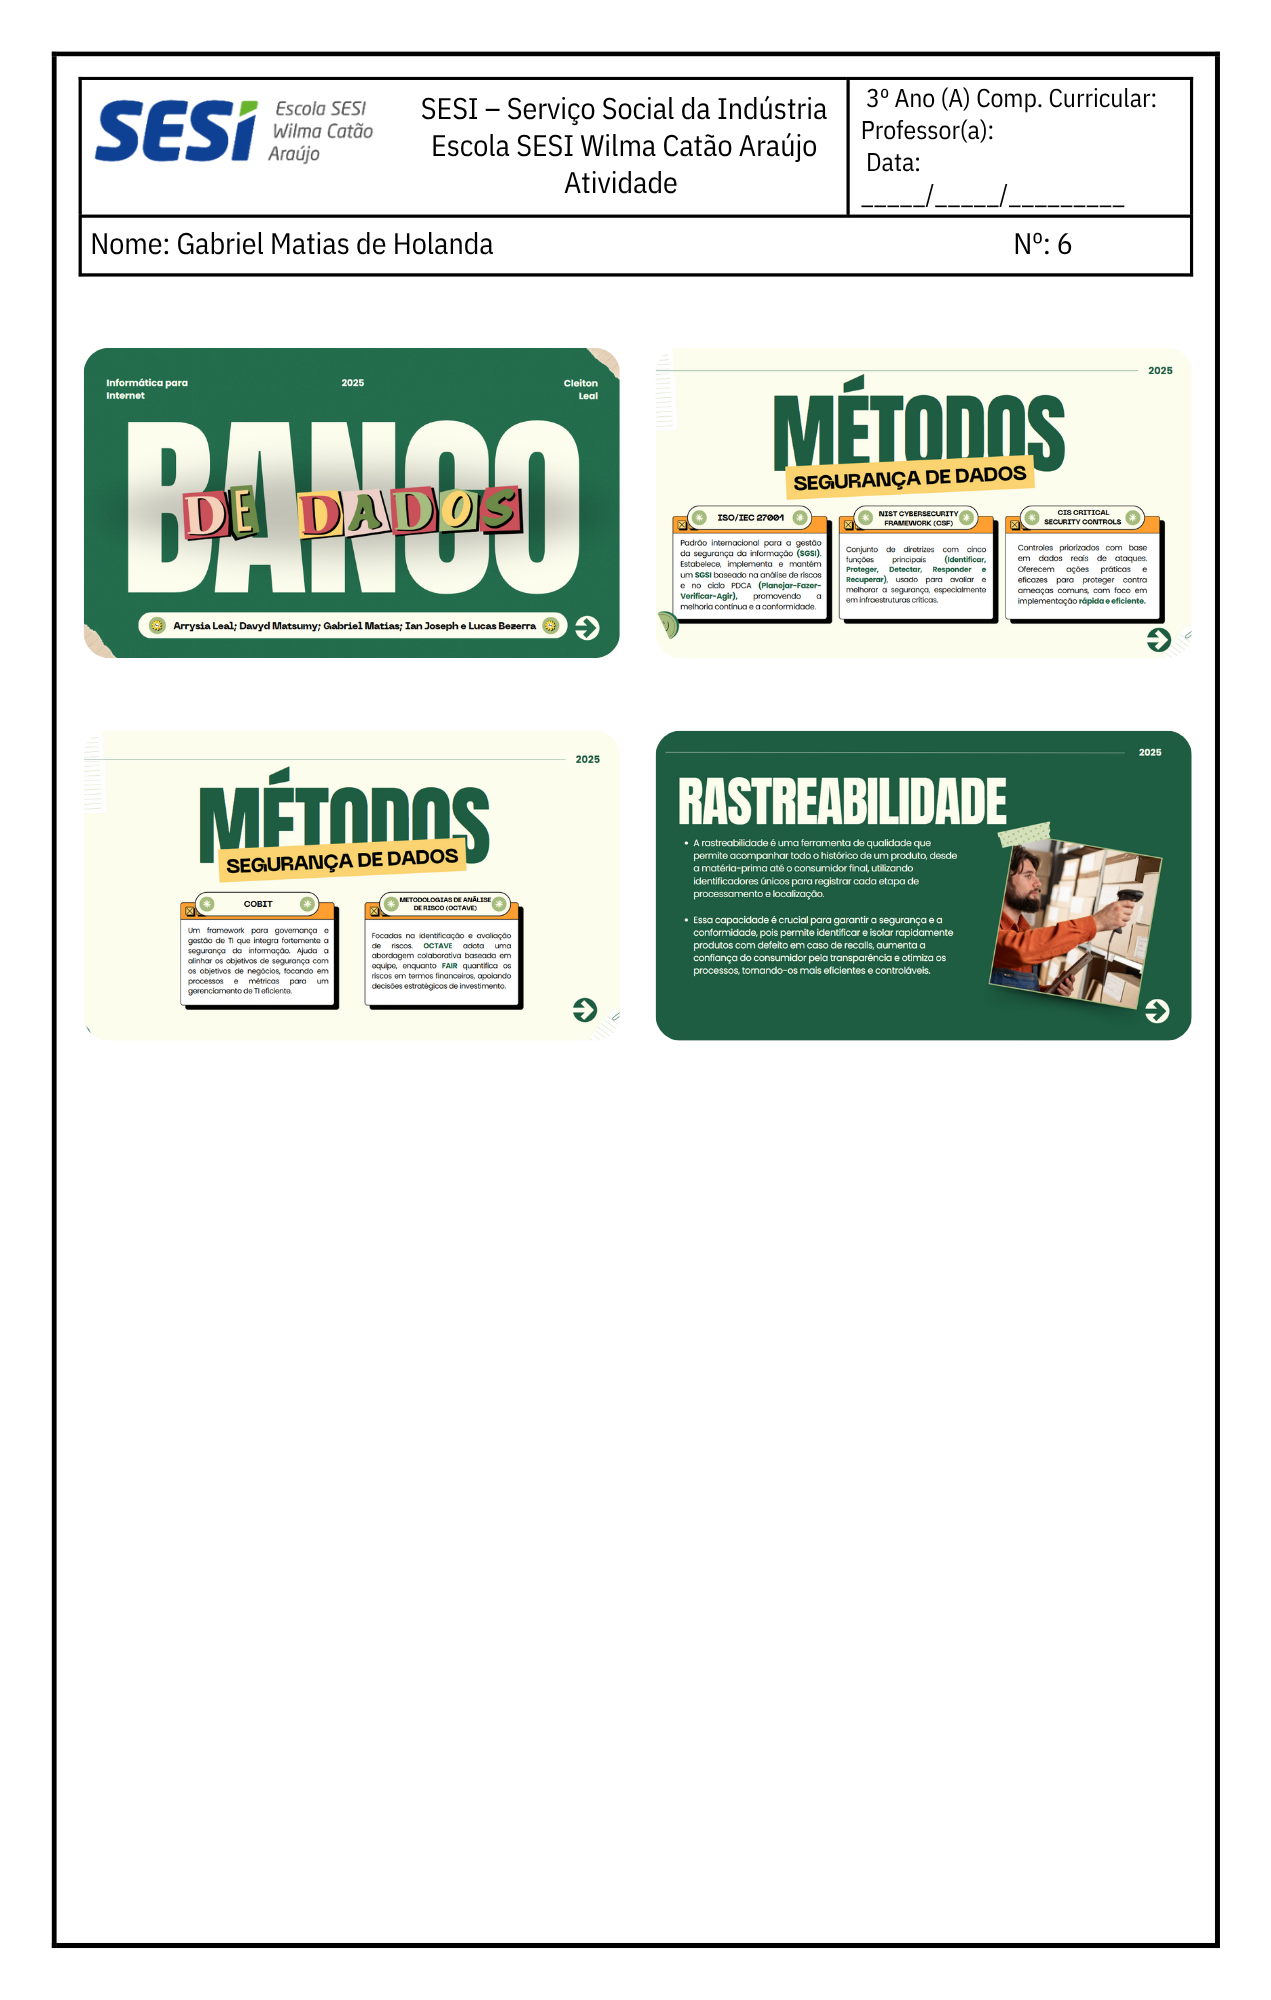 SESI
Escola SESI
Wilma Catão
Araújo
SESI – Serviço Social da Indústria
Escola SESI Wilma Catão Araújo
Atividade
3º Ano (A) Comp. Curricular:
Professor(a):
Data:
_____/_____/_________
Nome: Gabriel Matias de Holanda Nº: 6
Informática para
Internet
2025
Cleiton
Leal
BANCO
DE DADOS
Arrysia Leal; Davyd Matsumy; Gabriel Matias; Ian Joseph e Lucas Bezerra
2025
MÉTODOS
SEGURANÇA DE DADOS
ISO/IEC 27001
Padrão internacional para a gestão
da segurança da informação (SGSI).
Estabelece, implementa e mantém
um SGSI baseado na análise de riscos
e no ciclo PDCA (Planejar-Fazer-
Verificar-Agir), promovendo a
melhoria contínua e a conformidade.
NIST CYBERSECURITY
FRAMEWORK (CSF)
Conjunto de diretrizes com cinco
funções principais (Identificar,
Proteger, Detectar, Responder e
Recuperar), usado para avaliar e
melhorar a segurança, especialmente
em infraestruturas críticas.
CIS CRITICAL
SECURITY CONTROLS
Controles priorizados com base
em dados reais de ataques.
Oferecem ações práticas e
eficazes para proteger contra
ameaças comuns, com foco em
implementação rápida e eficiente.
2025
MÉTODOS
SEGURANÇA DE DADOS
COBIT
Um framework para governança e
gestão de TI que integra fortemente a
segurança da informação. Ajuda a
alinhar os objetivos de segurança com
os objetivos de negócios, focando em
processos e métricas para um
gerenciamento de TI eficiente.
METODOLOGIAS DE ANÁLISE
DE RISCO (OCTAVE)
Focadas na identificação e avaliação
de riscos. OCTAVE adota uma
abordagem colaborativa baseada em
equipe, enquanto FAIR quantifica os
riscos em termos financeiros, apoiando
decisões estratégicas de investimento.
2025
RASTREABILIDADE
• A rastreabilidade é uma ferramenta de qualidade que
permite acompanhar todo o histórico de um produto, desde
a matéria-prima até o consumidor final, utilizando
identificadores únicos para registrar cada etapa de
processamento e localização.
• Essa capacidade é crucial para garantir a segurança e a
conformidade, pois permite identificar e isolar rapidamente
produtos com defeito em caso de recalls, aumenta a
confiança do consumidor pela transparência e otimiza os
processos, tornando-os mais eficientes e controláveis.